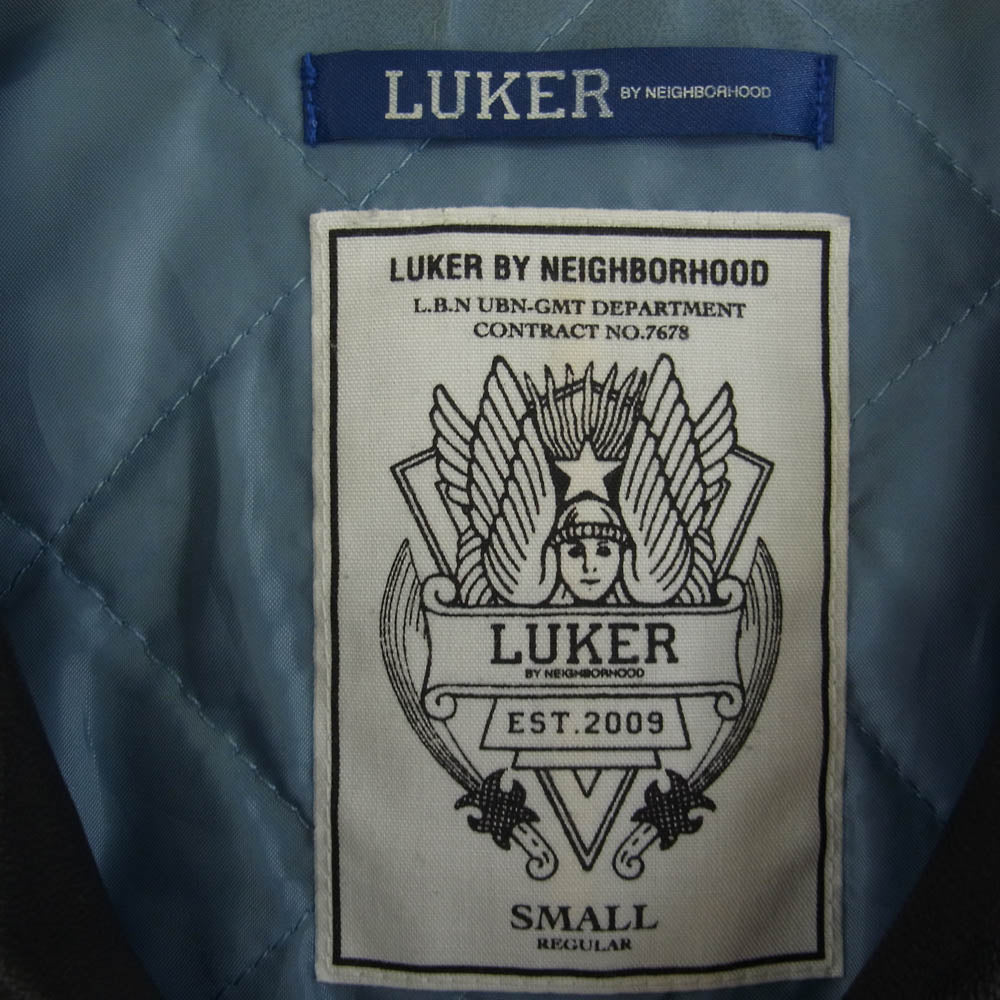 LUKER BY NEIGHBORHOOD
LUKER BY NEIGHBORHOOD
L.B.N UBN-GMT DEPARTMENT
CONTRACT NO.7678
LUKER
BY NEIGHBORHOOD
EST.2009
SMALL
REGULAR